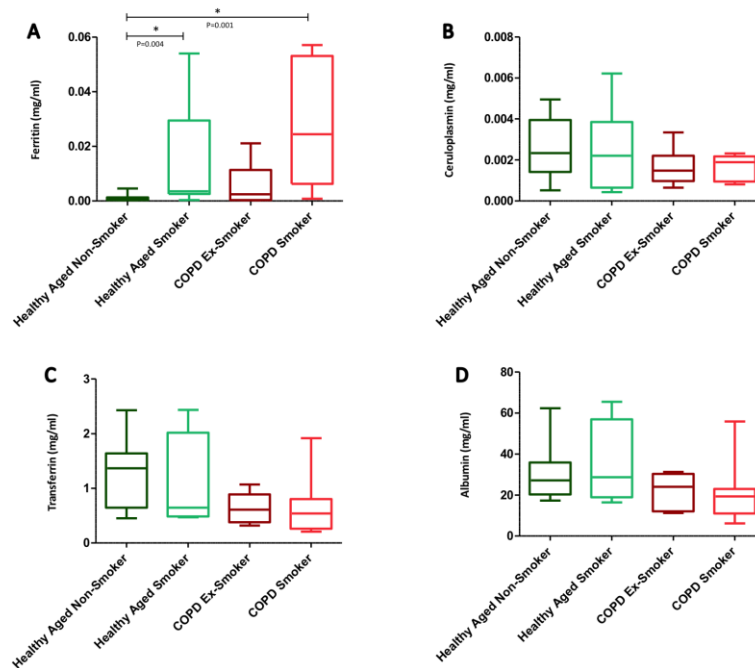 A
*
P=0.001
*
P=0.004
Ferritin (mg/ml)
0.06
0.04
0.02
0.00
Healthy Aged Non-Smoker
Healthy Aged Smoker
COPD Ex-Smoker
COPD Smoker
B
Ceruloplasmin (mg/ml)
0.008
0.006
0.004
0.002
0.000
Healthy Aged Non-Smoker
Healthy Aged Smoker
COPD Ex-Smoker
COPD Smoker
C
Transferrin (mg/ml)
3
2
1
0
Healthy Aged Non-Smoker
Healthy Aged Smoker
COPD Ex-Smoker
COPD Smoker
D
Albumin (mg/ml)
80
60
40
20
0
Healthy Aged Non-Smoker
Healthy Aged Smoker
COPD Ex-Smoker
COPD Smoker